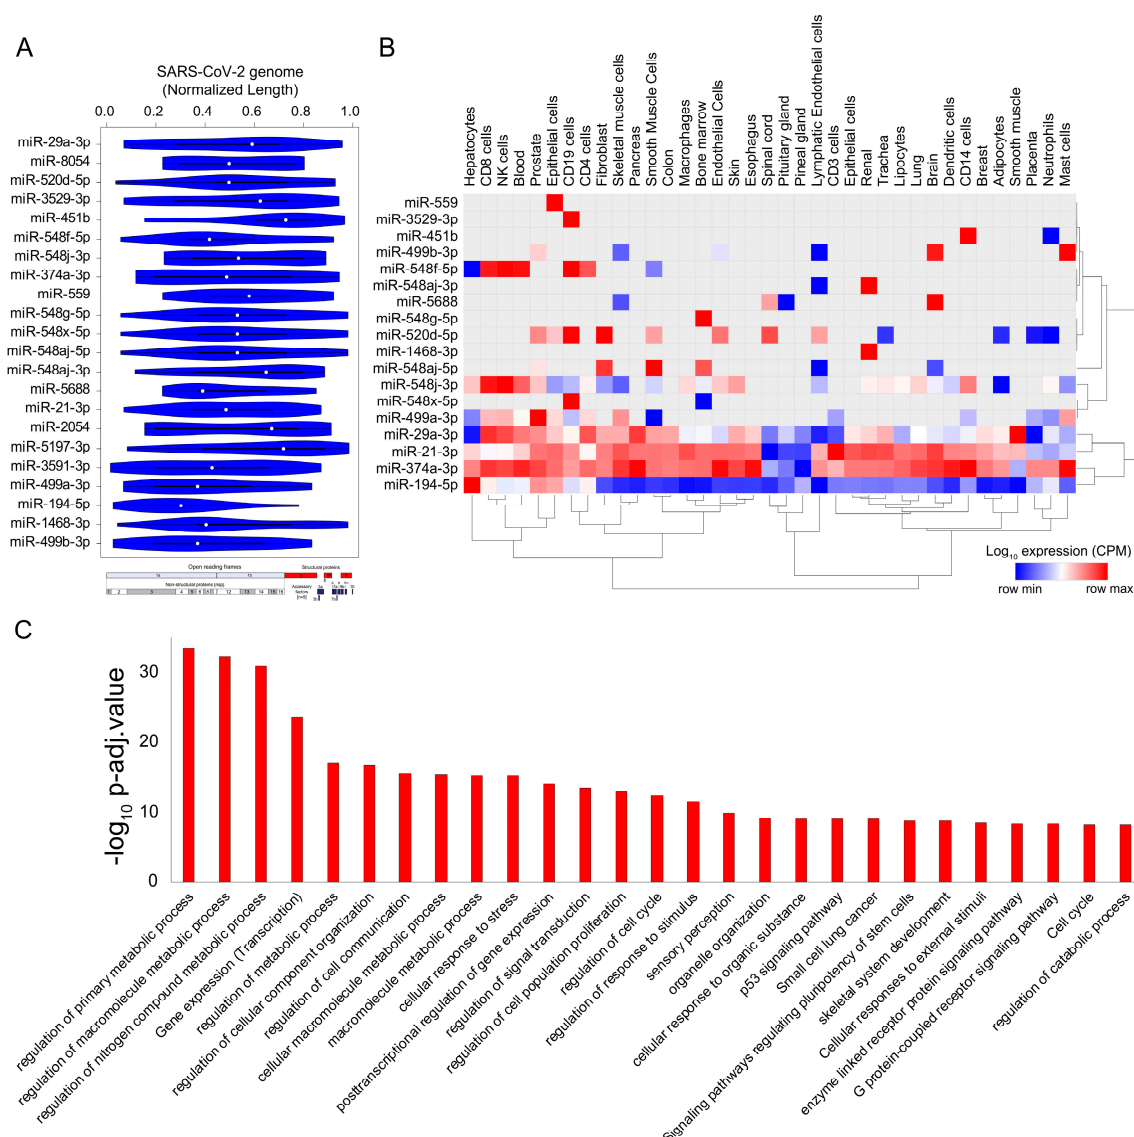 A
SARS-CoV-2 genome
(Normalized Length)
0.0 0.2 0.4 0.6 0.8 1.0
miR-29a-3p
miR-8054
miR-520d-5p
miR-3529-3p
miR-451b
miR-548f-5p
miR-548j-3p
miR-374a-3p
miR-559
miR-548g-5p
miR-548x-5p
miR-548aj-5p
miR-548aj-3p
miR-5688
miR-21-3p
miR-2054
miR-5197-3p
miR-3591-3p
miR-499a-3p
miR-194-5p
miR-1468-3p
miR-499b-3p
Open reading frames
Structural proteins
1a 1b
Non-structural proteins [nsp]
Accessory
factors
B
Hepatocytes
CD8 cells
NK cells
Blood
Prostate
Epithelial cells
CD19 cells
CD4 cells
Fibroblast
Skeletal muscle cells
Pancreas
Smooth Muscle Cells
Colon
Macrophages
Bone marrow
Endothelial Cells
Skin
Esophagus
Spinal cord
Pituitary gland
Pineal gland
Lymphatic Endothelial cells
CD3 cells
Epithelial cells
Renal
Trachea
Lipocytes
Lung
Brain
Dendritic cells
CD14 cells
Breast
Adipocytes
Smooth muscle
Placenta
Neutrophils
Mast cells
miR-559
miR-3529-3p
miR-451b
miR-499b-3p
miR-548f-5p
miR-548aj-3p
miR-5688
miR-548g-5p
miR-520d-5p
miR-1468-3p
miR-548aj-5p
miR-548j-3p
miR-548x-5p
miR-499a-3p
miR-29a-3p
miR-21-3p
miR-374a-3p
miR-194-5p
Log10 expression (CPM)
row min row max
C
-log10 p-adj.value
30
20
10
0
regulation of primary metabolic process
regulation of macromolecule metabolic process
regulation of nitrogen compound metabolic process
Gene expression (Transcription)
regulation of metabolic process
regulation of cellular component organization
regulation of cell communication
cellular macromolecule metabolic process
macromolecule metabolic process
cellular response to stress
posttranscriptional regulation of gene expression
regulation of signal transduction
regulation of cell population proliferation
regulation of cell cycle
regulation of response to stimulus
sensory perception
organelle organization
cellular response to organic substance
p53 signaling pathway
Small cell lung cancer
Signaling pathways regulating pluripotency of stem cells
skeletal system development
Cellular responses to external stimuli
enzyme linked receptor protein signaling pathway
G protein-coupled receptor signaling pathway
Cell cycle
regulation of catabolic process